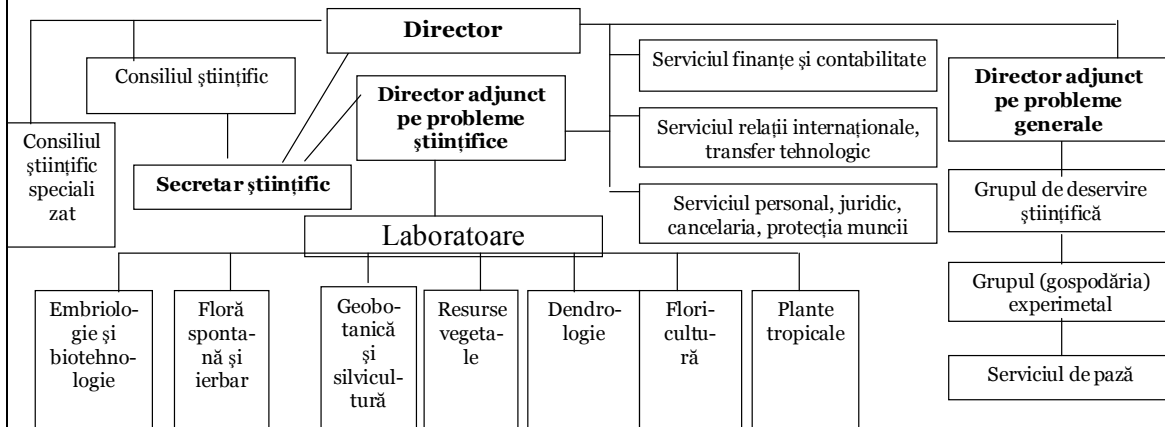 Director
Consiliul ştiințific
Serviciul finanțe și contabilitate
Director adjunct
pe probleme
ştiințifice
Director adjunct
pe probleme
generale
Consiliul
științific
speciali
zat
Serviciul relații internaționale,
transfer tehnologic
Secretar ştiințific
Serviciul personal, juridic,
cancelaria, protecția muncii
Grupul de deservire
științifică
Laboratoare
Grupul (gospodăria)
experimetal
Embriolo-
gie și
biotehno-
logie
Floră
sponta-
nă și
ierbar
Geobo-
tanică
și
silvicul-
tură
Resurse
vegeta-
le
Dendro-
logie
Flori-
cultu-
ră
Plante
tropicale
Serviciul de pază